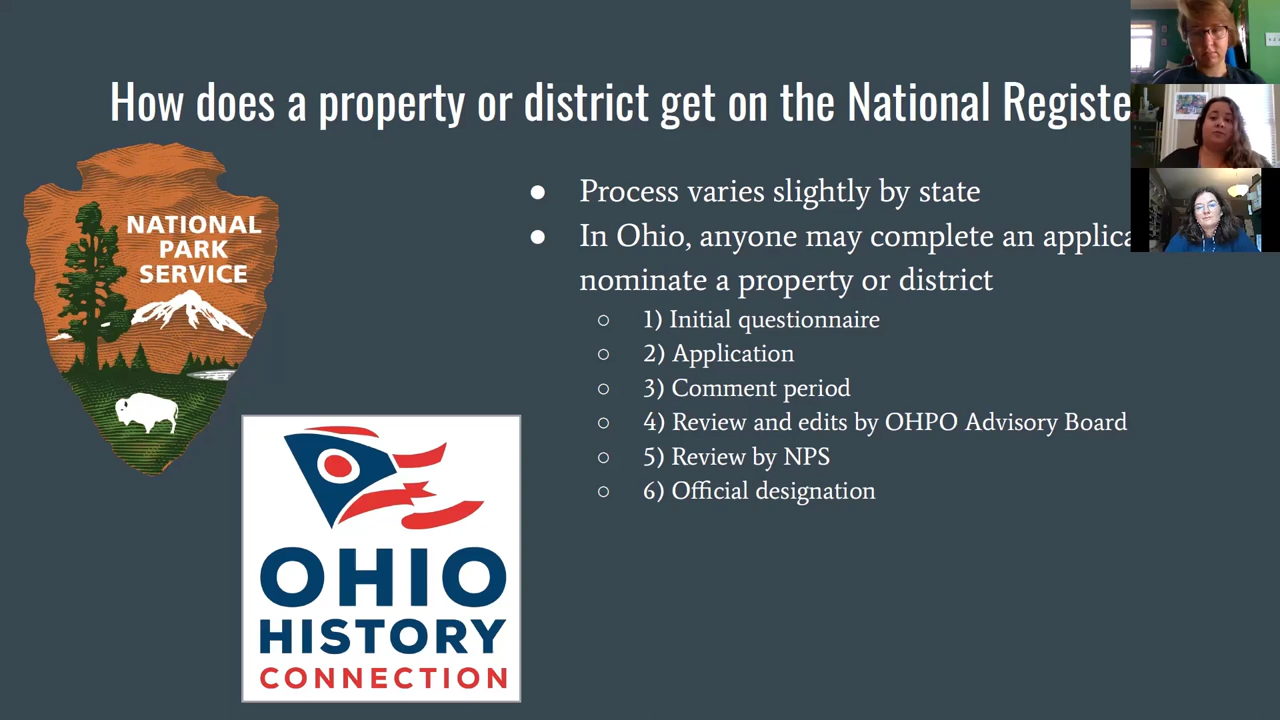 How does a property or district get on the National Registe
NATIONAL
PARK
SERVICE
● Process varies slightly by state
● In Ohio, anyone may complete an applica
nominate a property or district
○ 1) Initial questionnaire
○ 2) Application
○ 3) Comment period
○ 4) Review and edits by OHPO Advisory Board
○ 5) Review by NPS
○ 6) Official designation
OHIO
HISTORY
CONNECTION